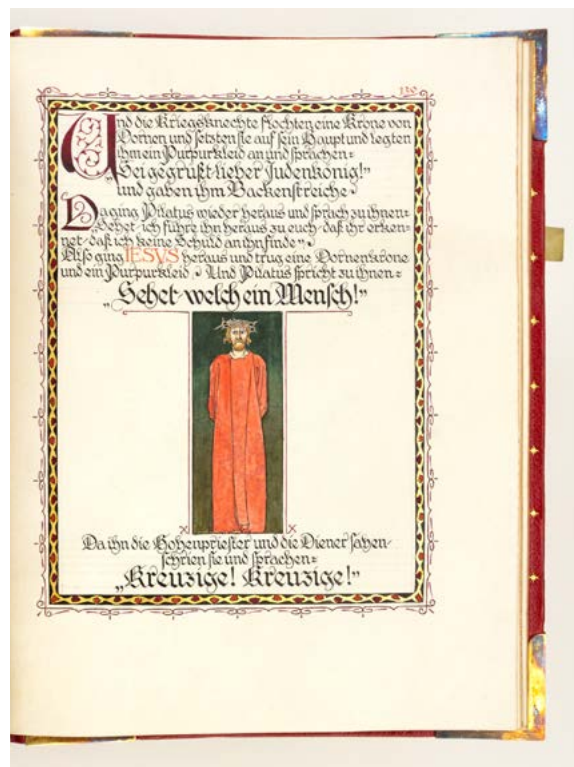 Und die Kriegsknechte flochten eine Krone von
Dornen und setzten sie auf sein Haupt und legten
ihm ein Purpurkleid an und sprachen:
„Sei gegrüßt lieber Judenkönig!"
und gaben ihm Backenstreiche.
Da ging Pilatus wieder heraus und sprach zu ihnen:
„Sehet, ich führe ihn heraus zu euch, daß ihr erken-
net, daß ich keine Schuld an ihm finde".
Also ging IESVS heraus und trug eine Dornenkrone
und ein Purpurkleid. Und Pilatus spricht zu ihnen:
„Sehet, welch ein Mensch!"
Da ihn die Hohenpriester und die Diener sahen,
schrien sie und sprachen:
„Kreuzige! Kreuzige!"